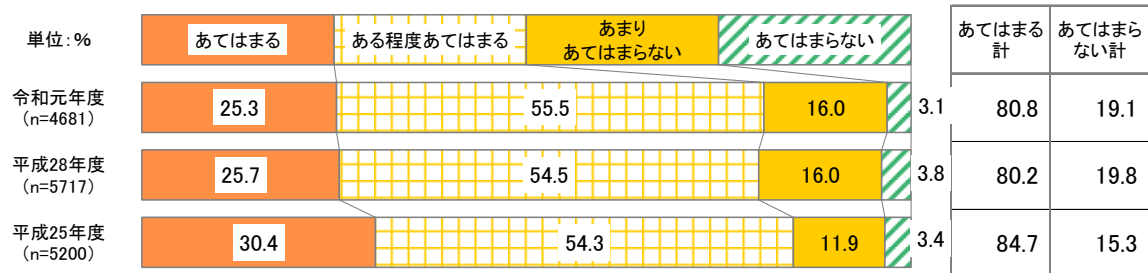 単位：%
あてはまる
ある程度あてはまる
あまり
あてはまらない
あてはまらない
あてはまる
計
あてはまら
ない計
令和元年度
（n=4681）
25.3
55.5
16.0
3.1
80.8
19.1
平成28年度
（n=5717）
25.7
54.5
16.0
3.8
80.2
19.8
平成25年度
（n=5200）
30.4
54.3
11.9
3.4
84.7
15.3